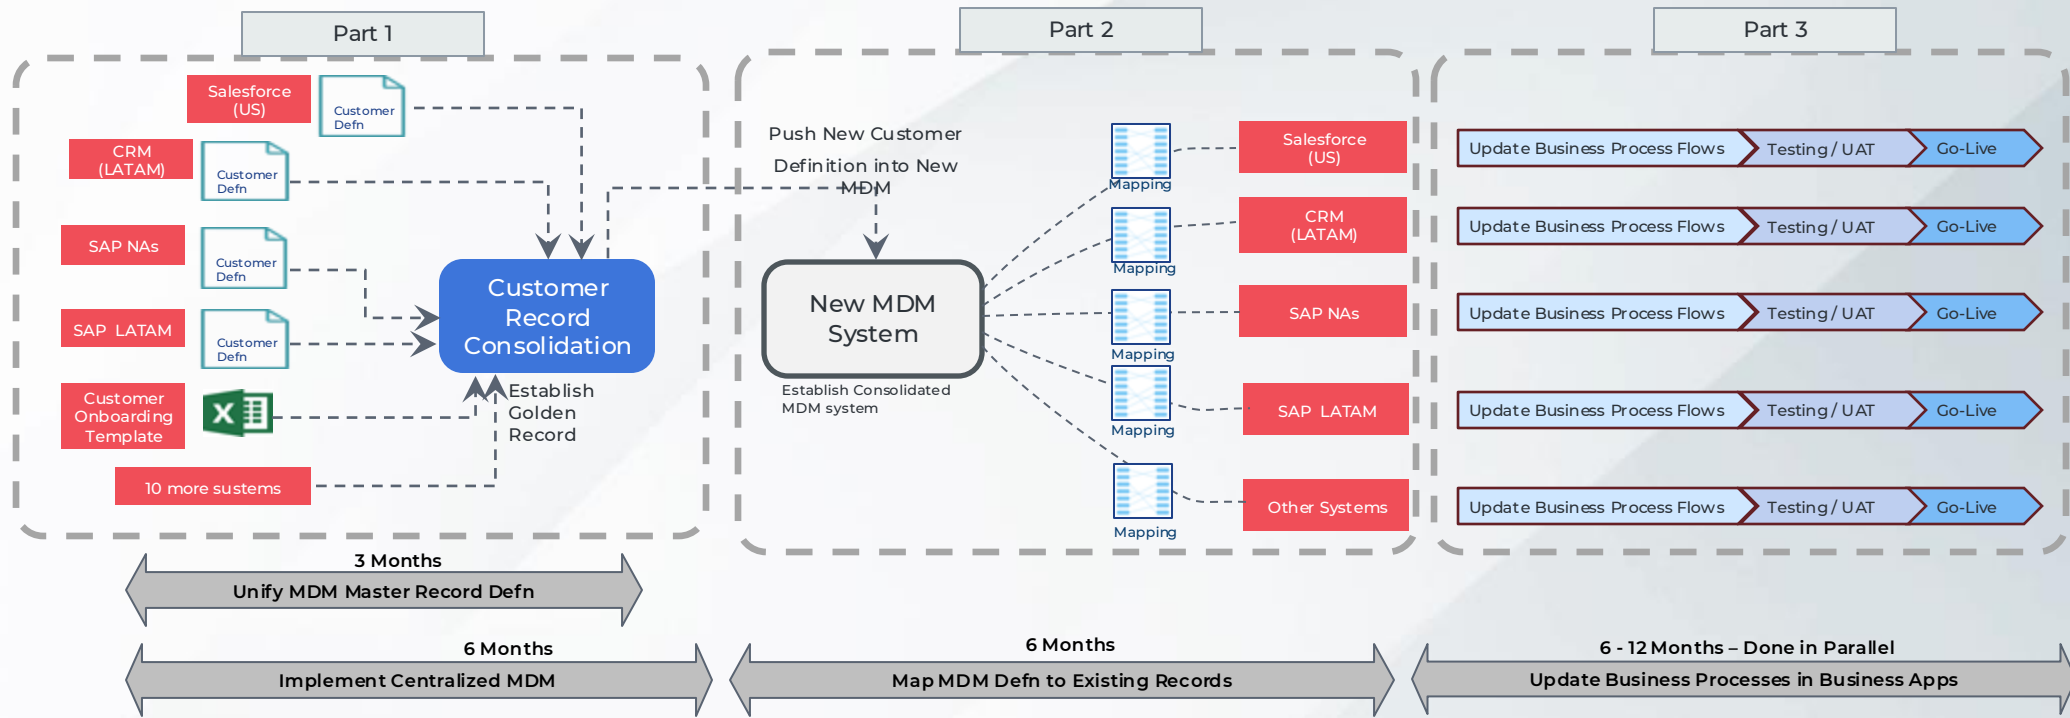 Part 1
Salesforce
(US)
Customer
Defn
CRM
(LATAM)
Customer
Defn
SAP NAs
Customer
Defn
SAP LATAM
Customer
Defn
Customer
Onboarding
Template
X
10 more sustems
Customer
Record
Consolidation
Establish
Golden
Record
Part 2
Push New Customer
Definition into New
MDM
New MDM
System
Establish Consolidated
MDM system
Mapping
Salesforce
(US)
Mapping
CRM
(LATAM)
Mapping
SAP NAs
Mapping
SAP LATAM
Mapping
Other Systems
Part 3
Update Business Process Flows
Testing / UAT
Go-Live
Update Business Process Flows
Testing / UAT
Go-Live
Update Business Process Flows
Testing / UAT
Go-Live
Update Business Process Flows
Testing / UAT
Go-Live
Update Business Process Flows
Testing / UAT
Go-Live
3 Months
Unify MDM Master Record Defn
6 Months
Implement Centralized MDM
6 Months
Map MDM Defn to Existing Records
6 - 12 Months – Done in Parallel
Update Business Processes in Business Apps